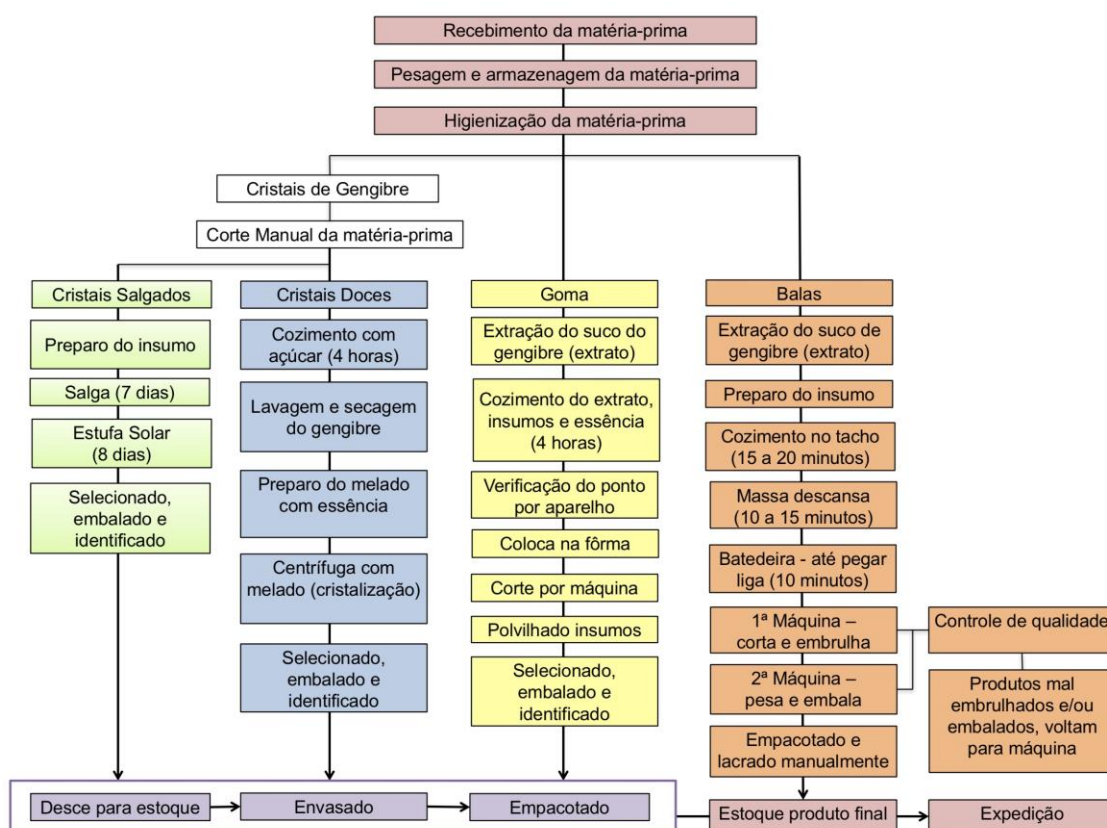 Recebimento da matéria-prima
Pesagem e armazenagem da matéria-prima
Higienização da matéria-prima
Cristais de Gengibre
Corte Manual da matéria-prima
Cristais Salgados
Preparo do insumo
Salga (7 dias)
Estufa Solar
(8 dias)
Selecionado,
embalado e
identificado
Cristais Doces
Cozimento com
açúcar (4 horas)
Lavagem e secagem
do gengibre
Preparo do melado
com essência
Centrífuga com
melado (cristalização)
Selecionado,
embalado e
identificado
Goma
Extração do suco do
gengibre (extrato)
Cozimento do extrato,
insumos e essência
(4 horas)
Verificação do ponto
por aparelho
Coloca na fôrma
Corte por máquina
Polvilhado insumos
Selecionado,
embalado e
identificado
Balas
Extração do suco de
gengibre (extrato)
Preparo do insumo
Cozimento no tacho
(15 a 20 minutos)
Massa descansa
(10 a 15 minutos)
Batedeira - até pegar
liga (10 minutos)
1ª Máquina –
corta e embrulha
2ª Máquina –
pesa e embala
Empacotado e
lacrado manualmente
Controle de qualidade
Produtos mal
embrulhados e/ou
embalados, voltam
para máquina
Desce para estoque
Envasado
Empacotado
Estoque produto final
Expedição